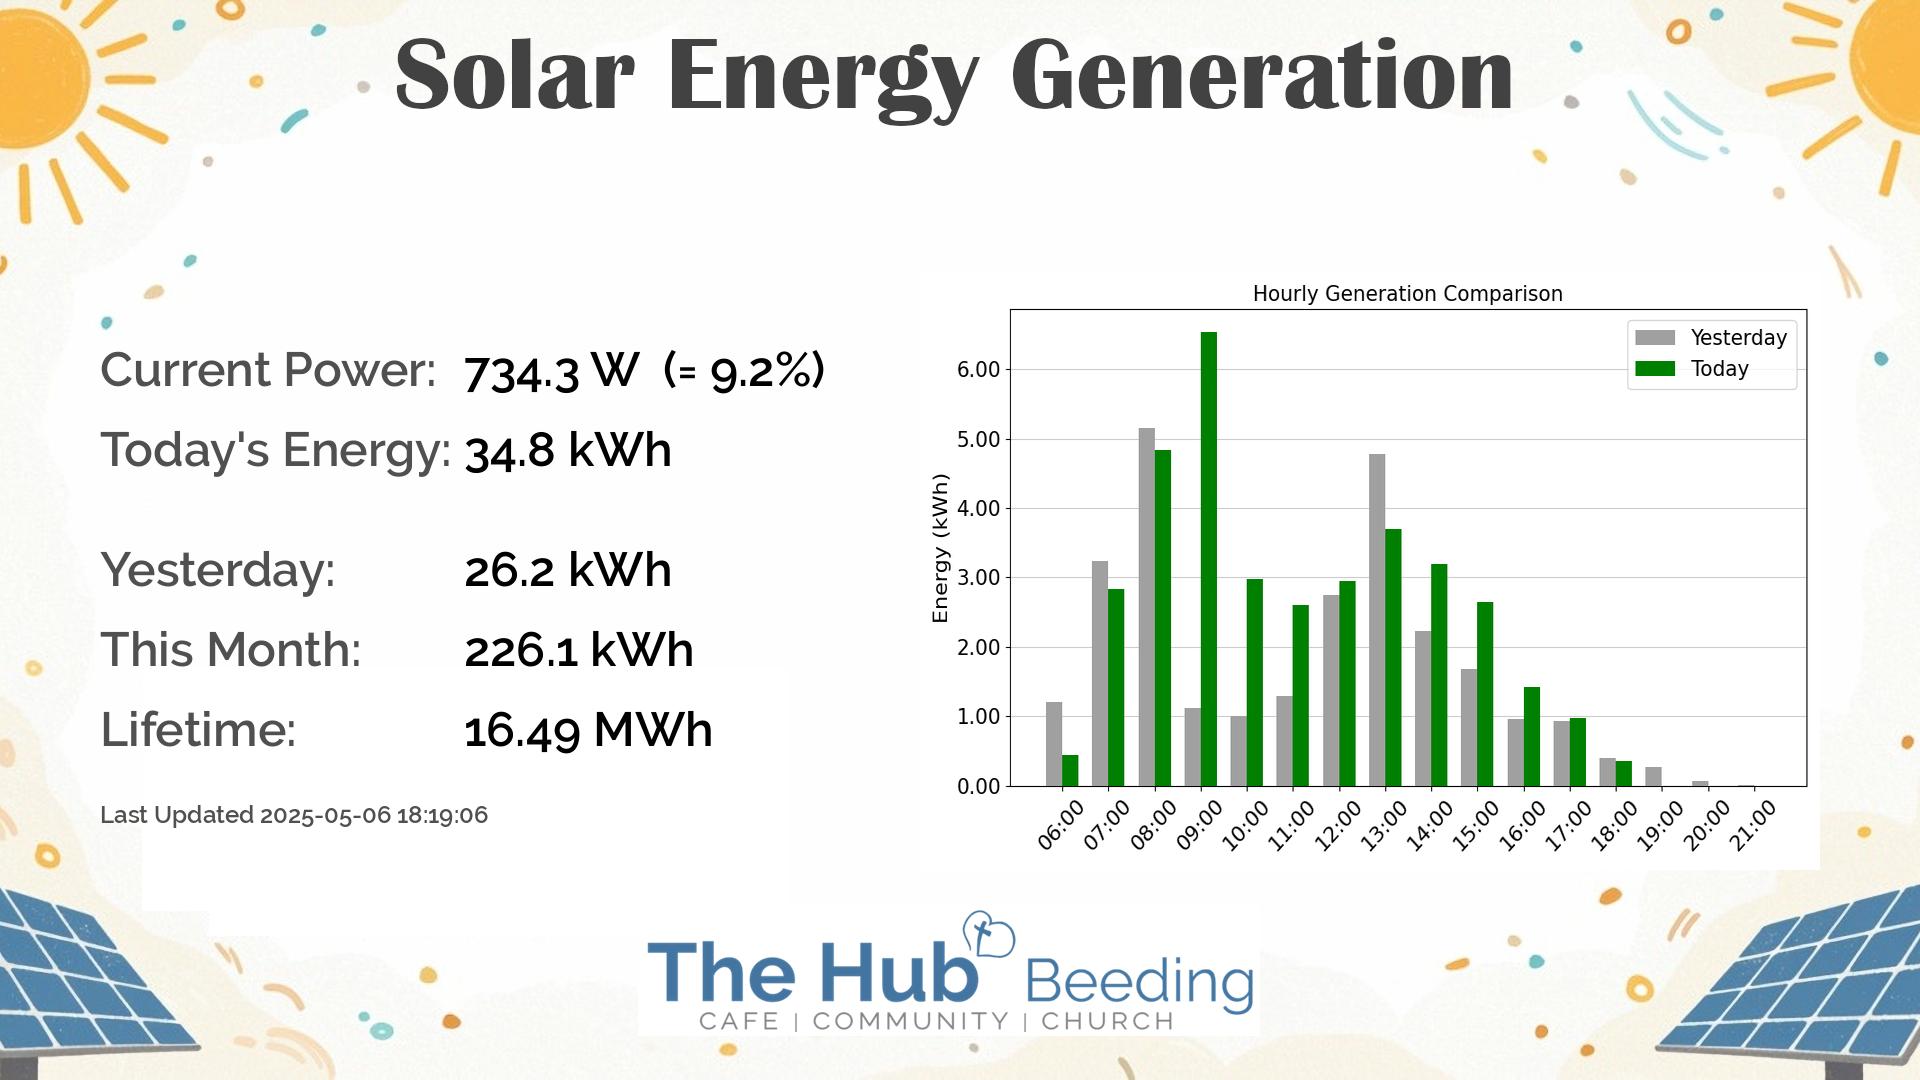 Solar Energy Generation
Current Power: 734.3 W (= 9.2%)
Today's Energy: 34.8 kWh
Yesterday: 26.2 kWh
This Month: 226.1 kWh
Lifetime: 16.49 MWh
Last Updated 2025-05-06 18:19:06
Hourly Generation Comparison
Yesterday
Today
Energy (kWh)
6.00
5.00
4.00
3.00
2.00
1.00
0.00
06:00 07:00 08:00 09:00 10:00 11:00 12:00 13:00 14:00 15:00 16:00 17:00 18:00 19:00 20:00 21:00
The Hub Beeding
CAFE | COMMUNITY | CHURCH